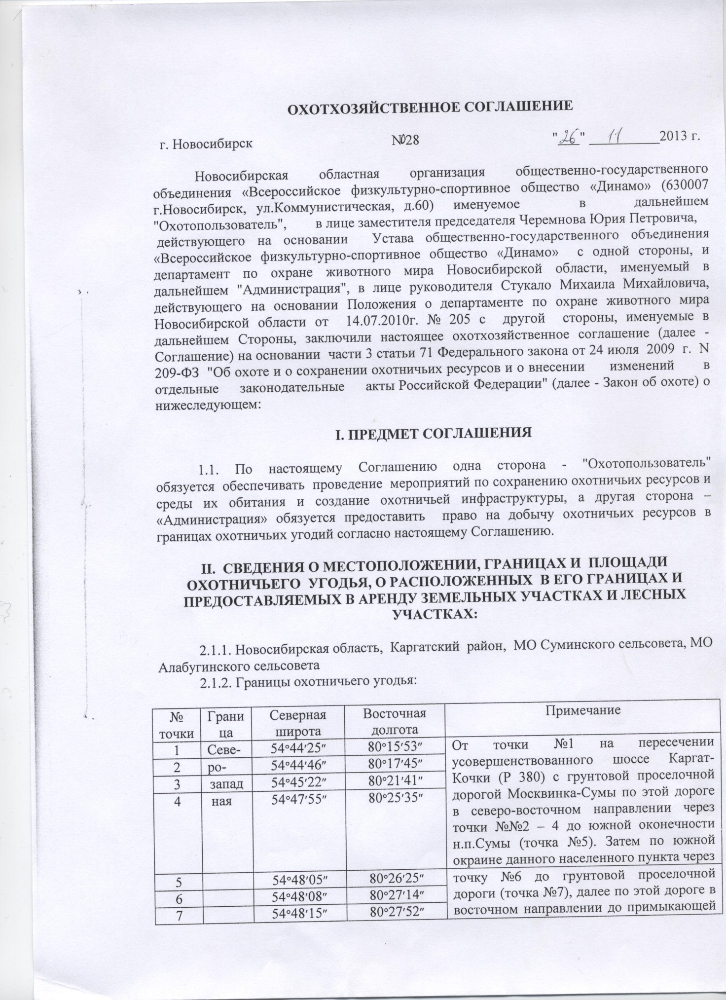 ОХОТХОЗЯЙСТВЕННОЕ СОГЛАШЕНИЕ
г. Новосибирск №28 "26" 11 2013 г.
Новосибирская областная организация общественно-государственного
объединения «Всероссийское физкультурно-спортивное общество «Динамо» (630007
г.Новосибирск, ул.Коммунистическая, д.60) именуемое в дальнейшем
"Охотопользователь", в лице заместителя председателя Черемнова Юрия Петровича,
действующего на основании Устава общественно-государственного объединения
«Всероссийское физкультурно-спортивное общество «Динамо» с одной стороны, и
департамент по охране животного мира Новосибирской области, именуемый в
дальнейшем "Администрация", в лице руководителя Стукало Михаила Михайловича,
действующего на основании Положения о департаменте по охране животного мира
Новосибирской области от 14.07.2010г. № 205 с другой стороны, именуемые в
дальнейшем Стороны, заключили настоящее охотхозяйственное соглашение (далее -
Соглашение) на основании части 3 статьи 71 Федерального закона от 24 июля 2009 г. N
209-ФЗ "Об охоте и о сохранении охотничьих ресурсов и о внесении изменений в
отдельные законодательные акты Российской Федерации" (далее - Закон об охоте) о
нижеследующем:
I. ПРЕДМЕТ СОГЛАШЕНИЯ
1.1. По настоящему Соглашению одна сторона - "Охотопользователь"
обязуется обеспечивать проведение мероприятий по сохранению охотничьих ресурсов и
среды их обитания и создание охотничьей инфраструктуры, а другая сторона –
«Администрация» обязуется предоставить право на добычу охотничьих ресурсов в
границах охотничьих угодий согласно настоящему Соглашению.
II. СВЕДЕНИЯ О МЕСТОПОЛОЖЕНИИ, ГРАНИЦАХ И ПЛОЩАДИ
ОХОТНИЧЬЕГО УГОДЬЯ, О РАСПОЛОЖЕННЫХ В ЕГО ГРАНИЦАХ И
ПРЕДОСТАВЛЯЕМЫХ В АРЕНДУ ЗЕМЕЛЬНЫХ УЧАСТКАХ И ЛЕСНЫХ
УЧАСТКАХ:
2.1.1. Новосибирская область, Каргатский район, МО Суминского сельсовета, МО
Алабугинского сельсовета
2.1.2. Границы охотничьего угодья:
№ Грани Северная Восточная Примечание
точки ца широта долгота
1 Севе- 54°44′25″ 80°15′53″ От точки №1 на пересечении
2 ро- 54°44′46″ 80°17′45″ усовершенствованного шоссе Каргат-
3 запад 54°45′22″ 80°21′41″ Кочки (Р 380) с грунтовой проселочной
4 ная 54°47′55″ 80°25′35″ дорогой Москвинка-Сумы по этой дороге
в северо-восточном направлении через
точки №№2 – 4 до южной оконечности
н.п.Сумы (точка №5). Затем по южной
окраине данного населенного пункта через
5 54°48′05″ 80°26′25″ точку №6 до грунтовой проселочной
6 54°48′08″ 80°27′14″ дороги (точка №7), далее по этой дороге в
7 54°48′15″ 80°27′52″ восточном направлении до примыкающей